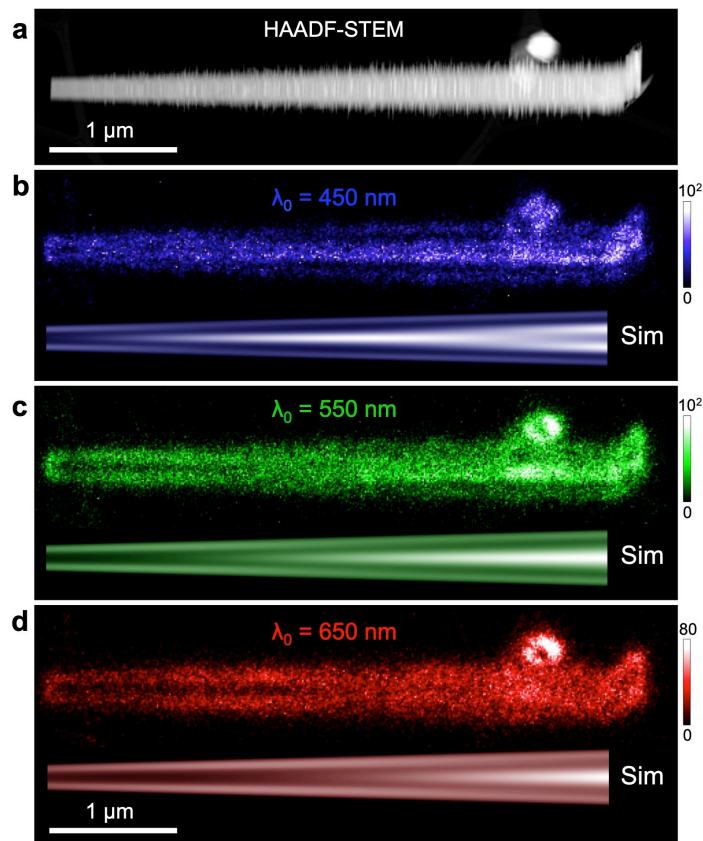 a
HAADF-STEM
1 µm
b
λ₀ = 450 nm
10²
0
Sim
c
λ₀ = 550 nm
10²
0
Sim
d
λ₀ = 650 nm
80
0
Sim
1 µm